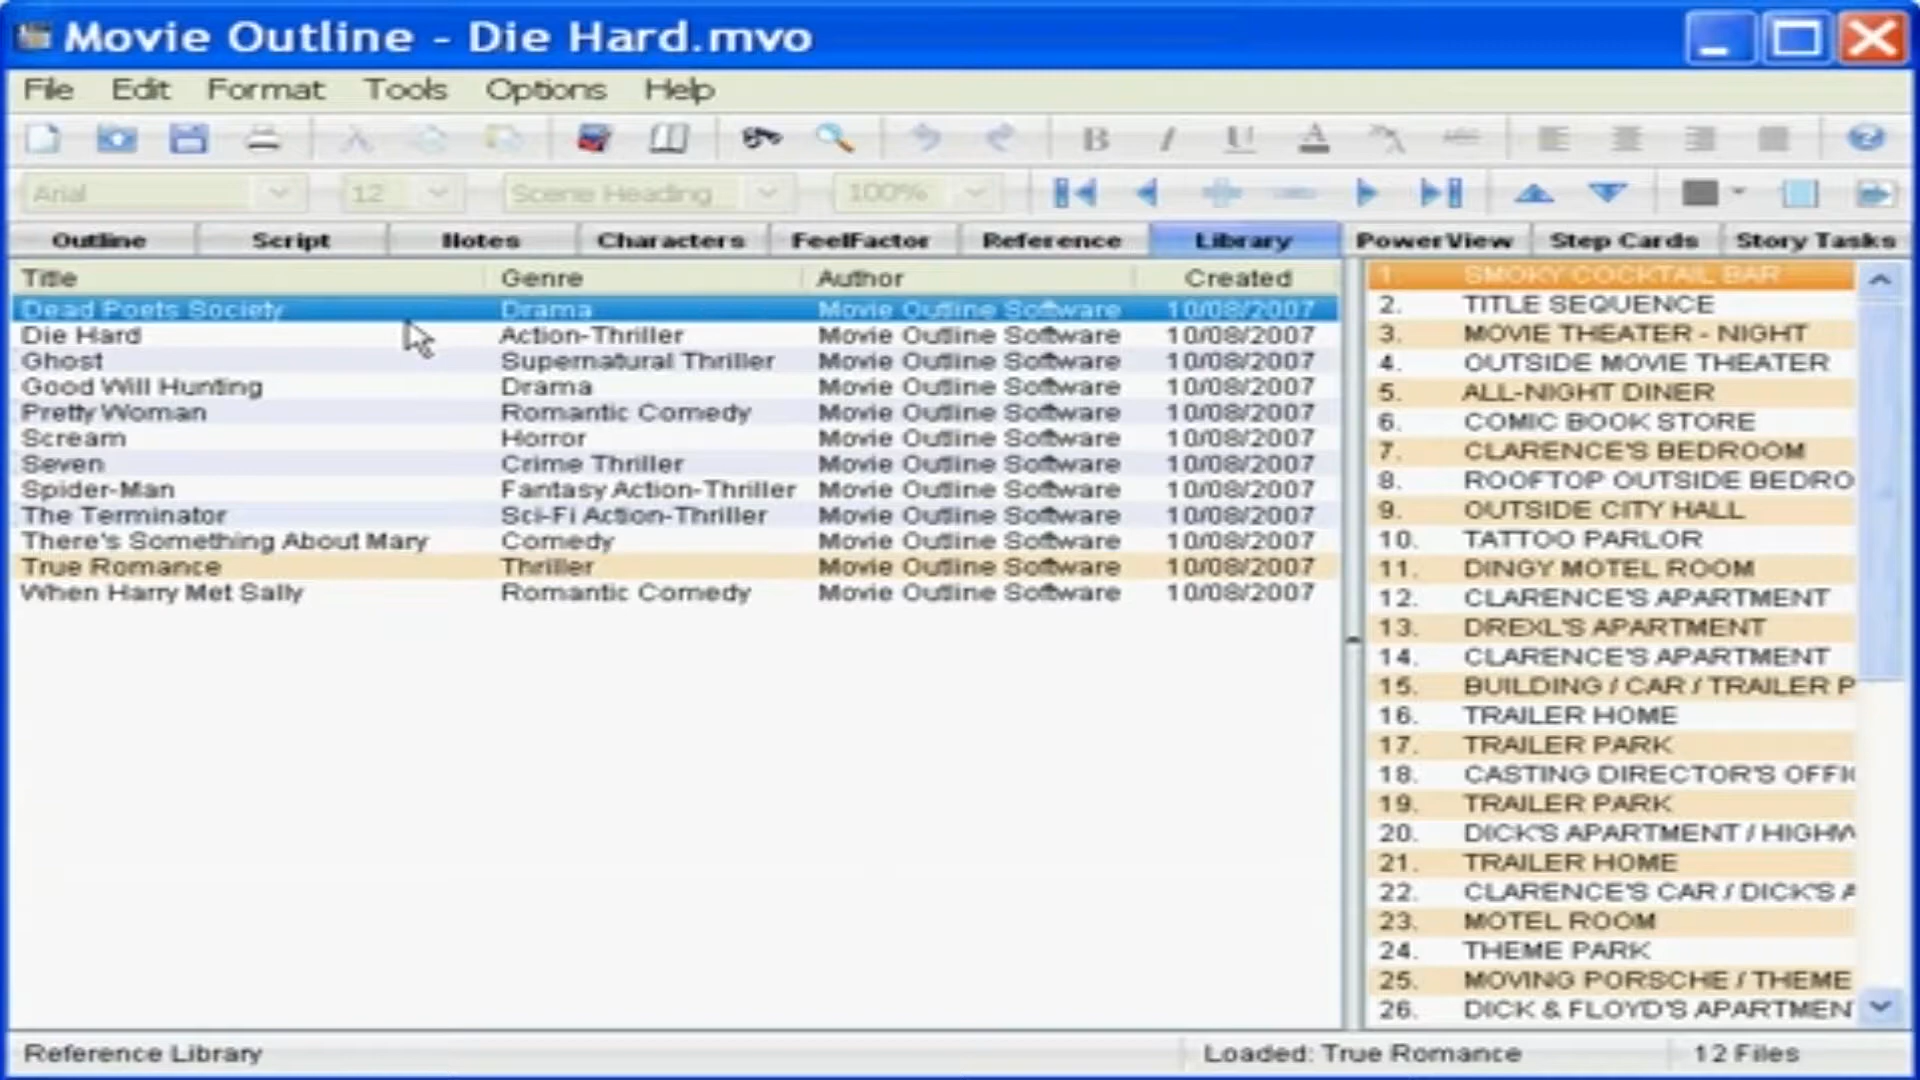 Movie Outline - Die Hard.mvo
File Edit Format Tools Options Help
B I U A ABC
Arial 12 Scene Heading 100%
Outline Script Notes Characters FeelFactor Reference Library PowerView Step Cards Story Tasks
Title Genre Author Created
Dead Poets Society Drama Movie Outline Software 10/08/2007
Die Hard Action-Thriller Movie Outline Software 10/08/2007
Ghost Supernatural Thriller Movie Outline Software 10/08/2007
Good Will Hunting Drama Movie Outline Software 10/08/2007
Pretty Woman Romantic Comedy Movie Outline Software 10/08/2007
Scream Horror Movie Outline Software 10/08/2007
Seven Crime Thriller Movie Outline Software 10/08/2007
Spider-Man Fantasy Action-Thriller Movie Outline Software 10/08/2007
The Terminator Sci-Fi Action-Thriller Movie Outline Software 10/08/2007
There's Something About Mary Comedy Movie Outline Software 10/08/2007
True Romance Thriller Movie Outline Software 10/08/2007
When Harry Met Sally Romantic Comedy Movie Outline Software 10/08/2007
1. SMOKY COCKTAIL BAR
2. TITLE SEQUENCE
3. MOVIE THEATER - NIGHT
4. OUTSIDE MOVIE THEATER
5. ALL-NIGHT DINER
6. COMIC BOOK STORE
7. CLARENCE'S BEDROOM
8. ROOFTOP OUTSIDE BEDRO
9. OUTSIDE CITY HALL
10. TATTOO PARLOR
11. DINGY MOTEL ROOM
12. CLARENCE'S APARTMENT
13. DREXL'S APARTMENT
14. CLARENCE'S APARTMENT
15. BUILDING / CAR / TRAILER P
16. TRAILER HOME
17. TRAILER PARK
18. CASTING DIRECTOR'S OFFI
19. TRAILER PARK
20. DICK'S APARTMENT / HIGHW
21. TRAILER HOME
22. CLARENCE'S CAR / DICK'S A
23. MOTEL ROOM
24. THEME PARK
25. MOVING PORSCHE / THEME
26. DICK & FLOYD'S APARTMEN
Reference Library Loaded: True Romance 12 Files